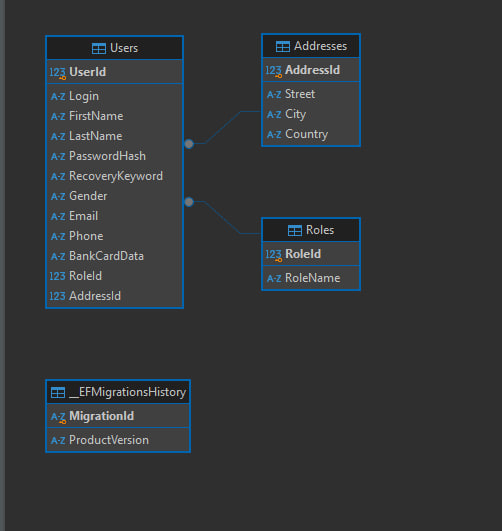 Users
123 UserId
A-Z Login
A-Z FirstName
A-Z LastName
A-Z PasswordHash
A-Z RecoveryKeyword
A-Z Gender
A-Z Email
A-Z Phone
A-Z BankCardData
123 RoleId
123 AddressId
Addresses
123 AddressId
A-Z Street
A-Z City
A-Z Country
Roles
123 RoleId
A-Z RoleName
__EFMigrationsHistory
A-Z MigrationId
A-Z ProductVersion